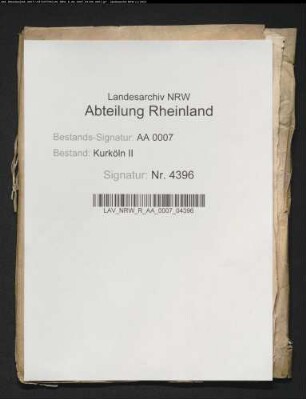 Landesarchiv NRW
Abteilung Rheinland
Bestands-Signatur: AA 0007
Bestand: Kurköln II
Signatur: Nr. 4396
LAV_NRW_R_AA_0007_04396